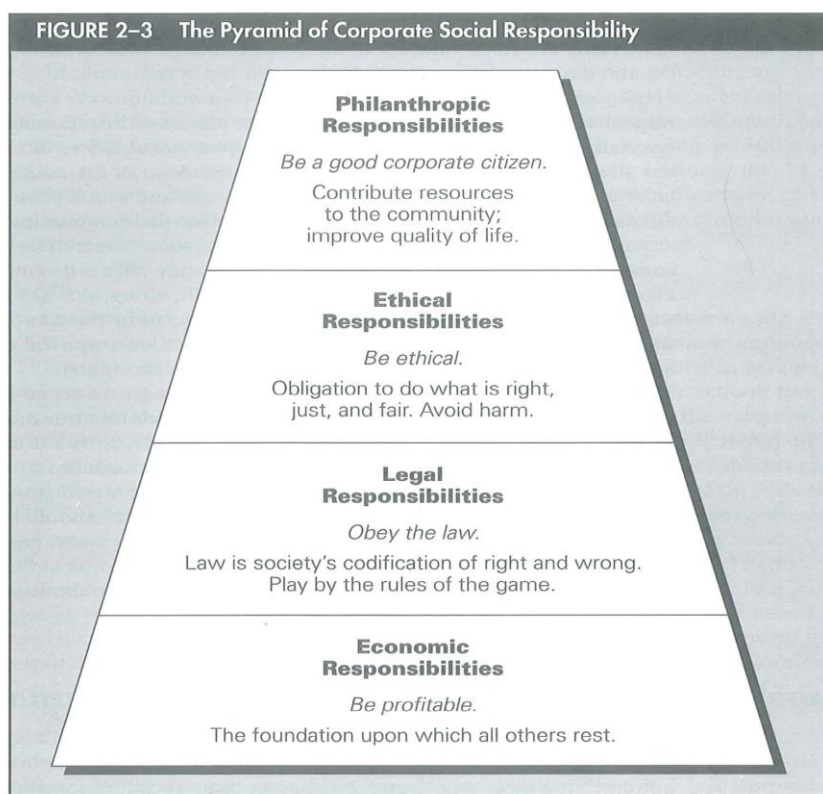 FIGURE 2–3 The Pyramid of Corporate Social Responsibility
Philanthropic
Responsibilities
Be a good corporate citizen.
Contribute resources
to the community;
improve quality of life.
Ethical
Responsibilities
Be ethical.
Obligation to do what is right,
just, and fair. Avoid harm.
Legal
Responsibilities
Obey the law.
Law is society’s codification of right and wrong.
Play by the rules of the game.
Economic
Responsibilities
Be profitable.
The foundation upon which all others rest.